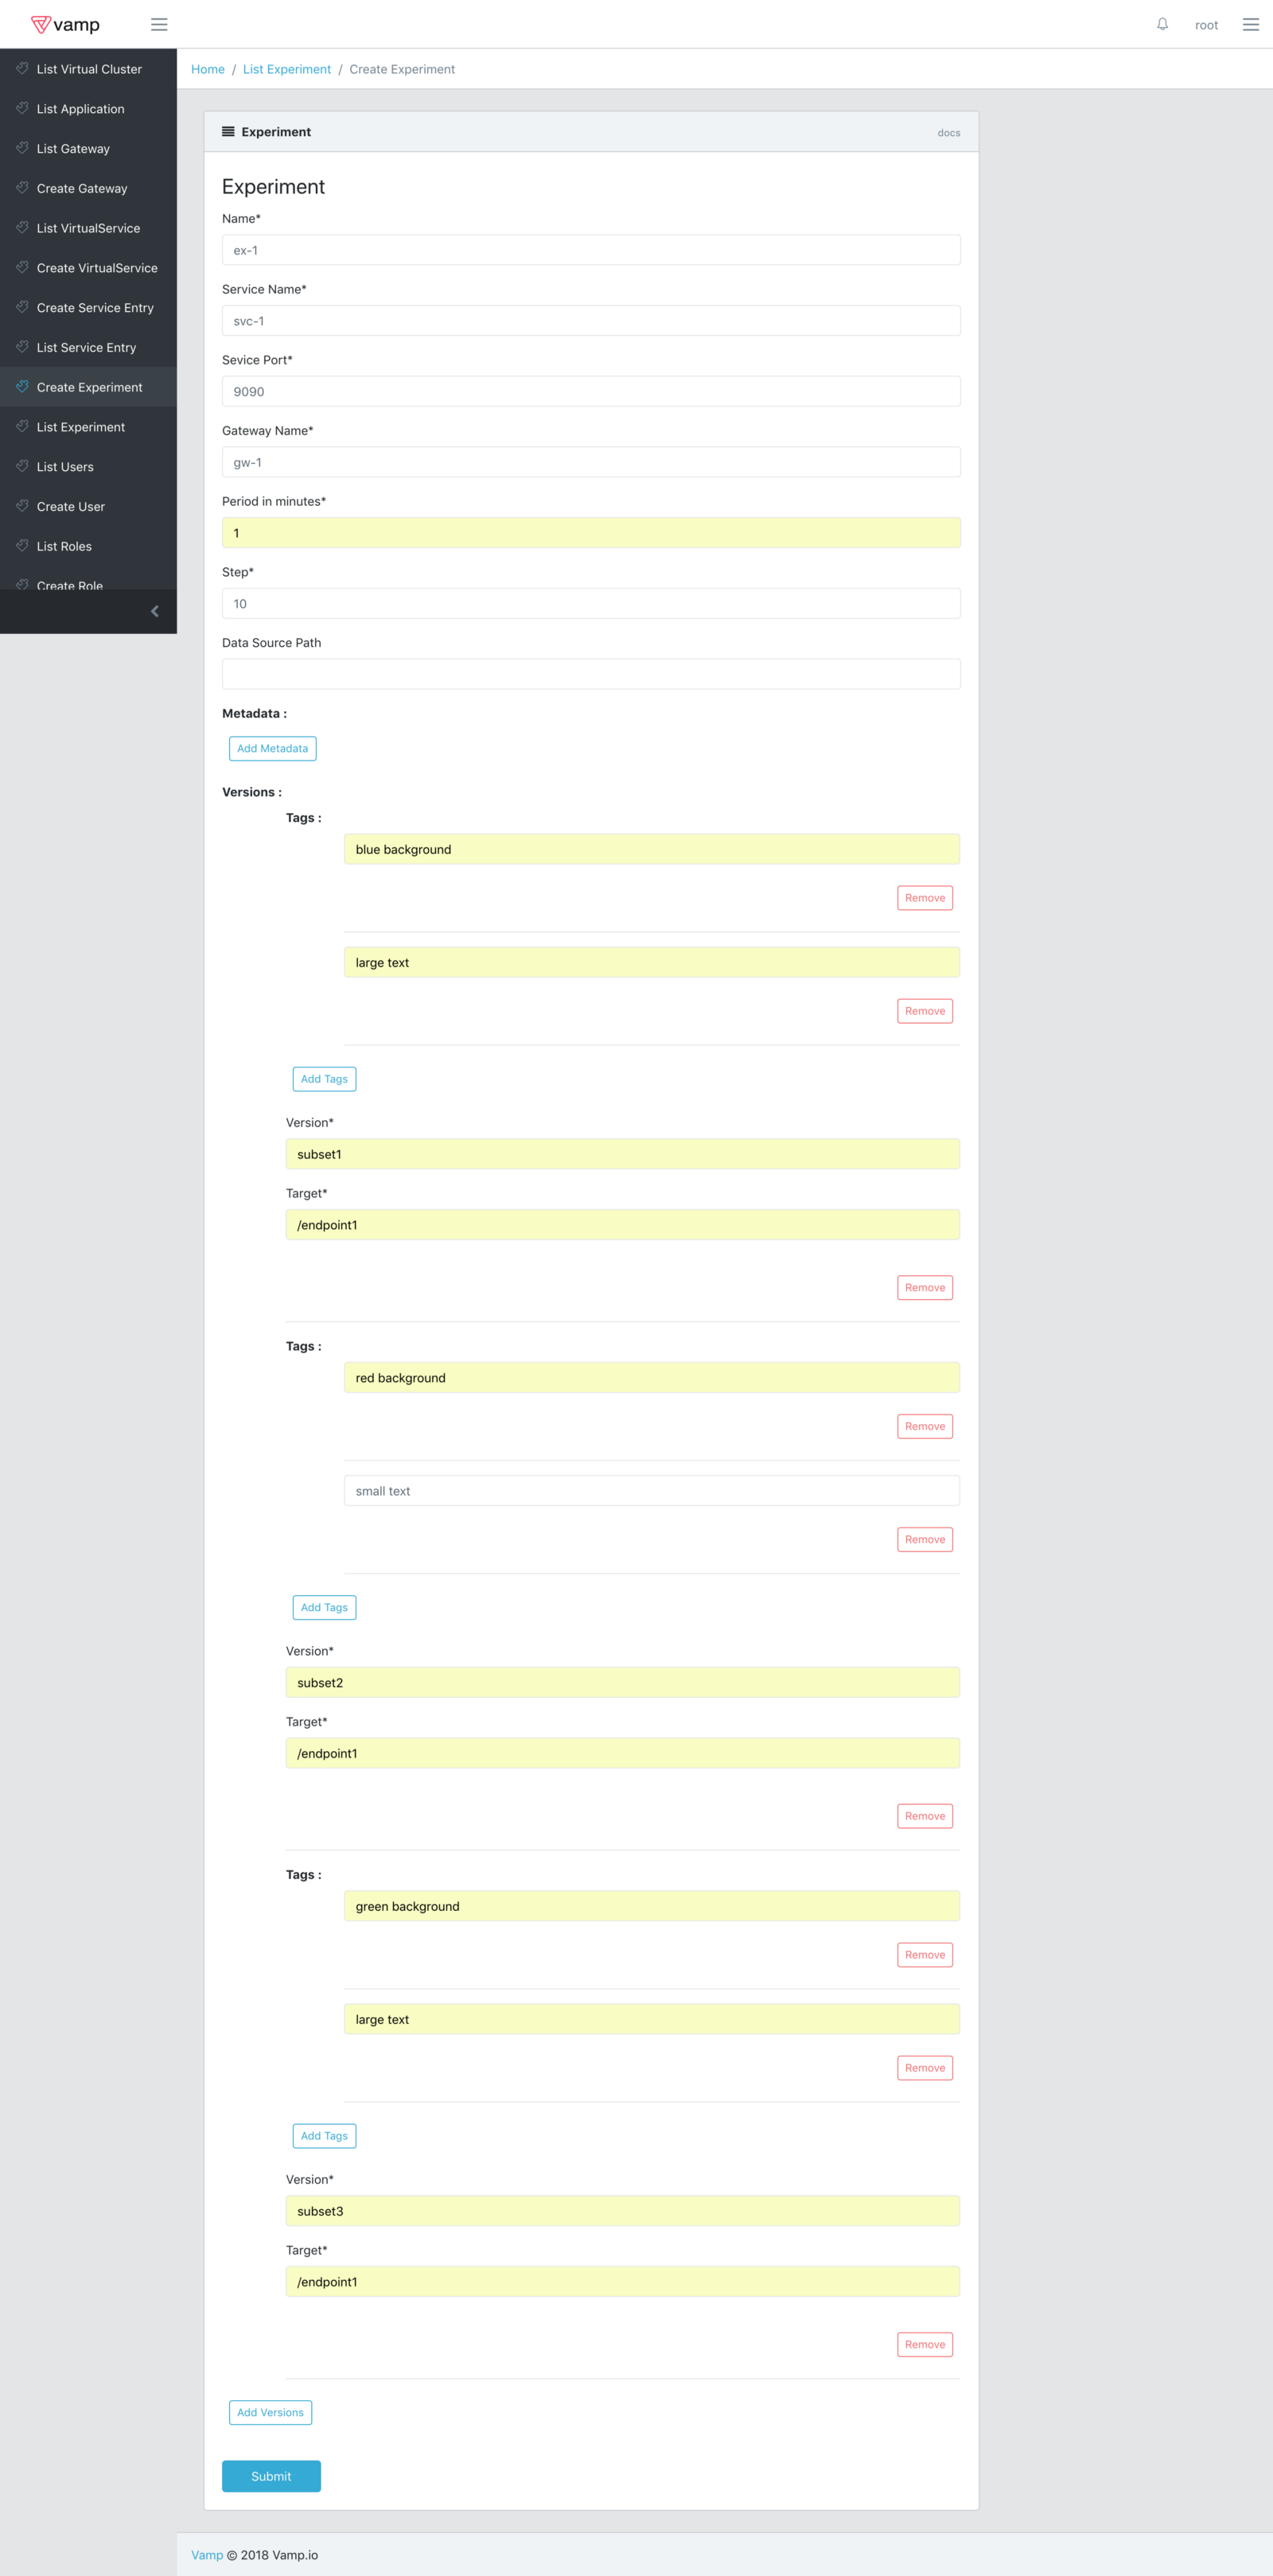 vamp
root
List Virtual Cluster
List Application
List Gateway
Create Gateway
List VirtualService
Create VirtualService
Create Service Entry
List Service Entry
Create Experiment
List Experiment
List Users
Create User
List Roles
Create Role
Home / List Experiment / Create Experiment
Experiment docs
Experiment
Name*
ex-1
Service Name*
svc-1
Sevice Port*
9090
Gateway Name*
gw-1
Period in minutes*
1
Step*
10
Data Source Path
Metadata :
Add Metadata
Versions :
Tags :
blue background
Remove
large text
Remove
Add Tags
Version*
subset1
Target*
/endpoint1
Remove
Tags :
red background
Remove
small text
Remove
Add Tags
Version*
subset2
Target*
/endpoint1
Remove
Tags :
green background
Remove
large text
Remove
Add Tags
Version*
subset3
Target*
/endpoint1
Remove
Add Versions
Submit
Vamp © 2018 Vamp.io